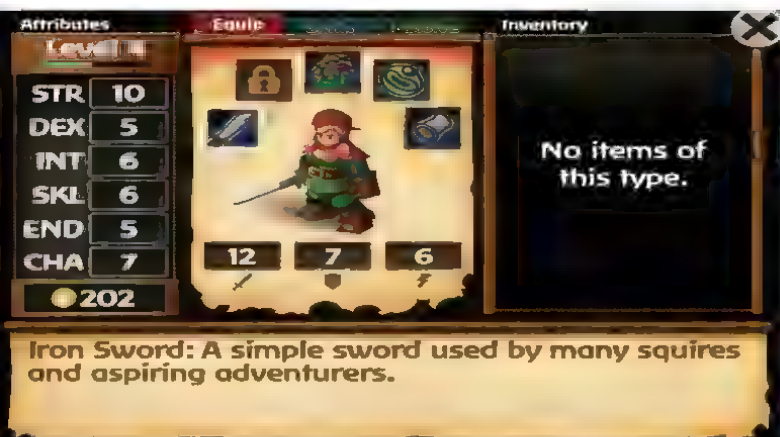 Attributes
Equip
Inventory
Level
STR 10
DEX 5
INT 6
SKL 6
END 5
CHA 7
202
12 7 6
No items of
this type.
Iron Sword: A simple sword used by many squires
and aspiring adventurers.